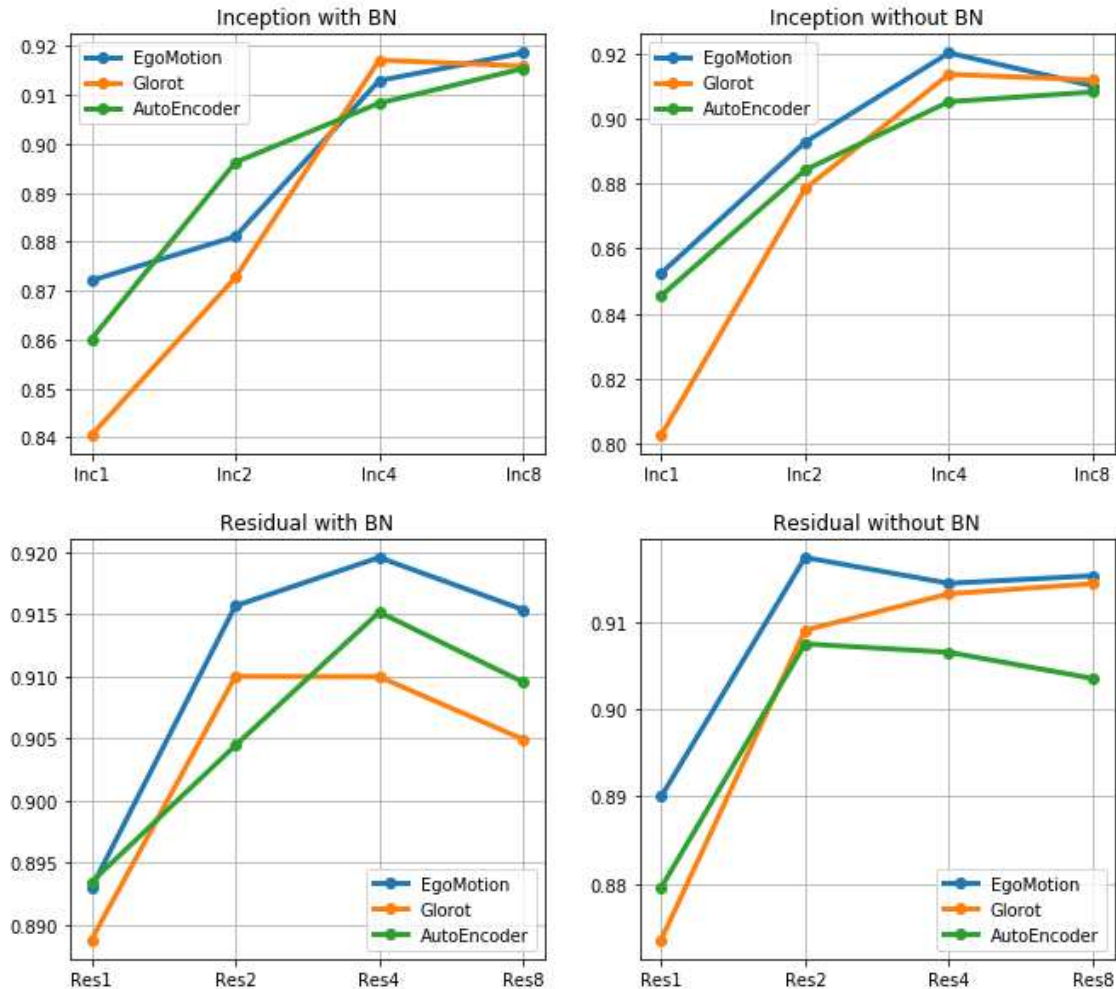 Inception with BN
0.92
0.91
0.90
0.89
0.88
0.87
0.86
0.85
0.84
EgoMotion
Glorot
AutoEncoder
Inc1 Inc2 Inc4 Inc8
Inception without BN
0.92
0.90
0.88
0.86
0.84
0.82
0.80
EgoMotion
Glorot
AutoEncoder
Inc1 Inc2 Inc4 Inc8
Residual with BN
0.920
0.915
0.910
0.905
0.900
0.895
0.890
EgoMotion
Glorot
AutoEncoder
Res1 Res2 Res4 Res8
Residual without BN
0.91
0.90
0.89
0.88
EgoMotion
Glorot
AutoEncoder
Res1 Res2 Res4 Res8